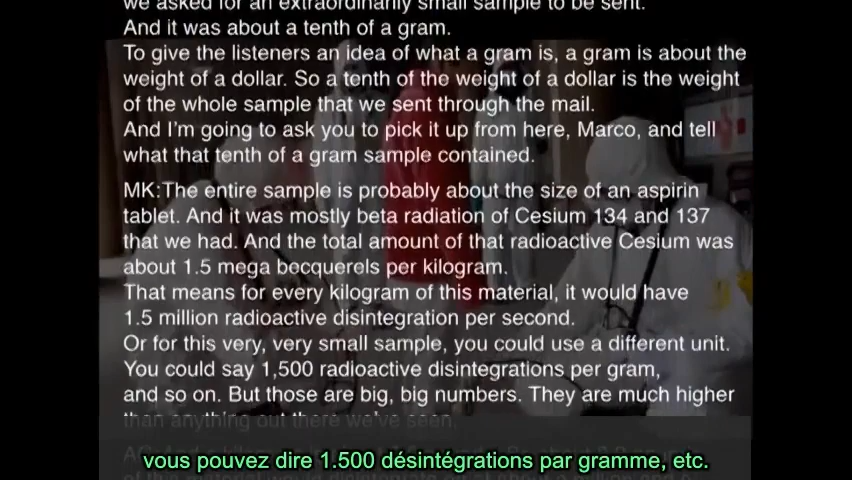 we asked for an extraordinarily small sample to be sent.
And it was about a tenth of a gram.
To give the listeners an idea of what a gram is, a gram is about the
weight of a dollar. So a tenth of the weight of a dollar is the weight
of the whole sample that we sent through the mail.
And I'm going to ask you to pick it up from here, Marco, and tell
what that tenth of a gram sample contained.
MK:The entire sample is probably about the size of an aspirin
tablet. And it was mostly beta radiation of Cesium 134 and 137
that we had. And the total amount of that radioactive Cesium was
about 1.5 mega becquerels per kilogram.
That means for every kilogram of this material, it would have
1.5 million radioactive disintegration per second.
Or for this very, very small sample, you could use a different unit.
You could say 1,500 radioactive disintegrations per gram,
and so on. But those are big, big numbers. They are much higher
than anything out there we've seen.
vous pouvez dire 1.500 désintégrations par gramme, etc.